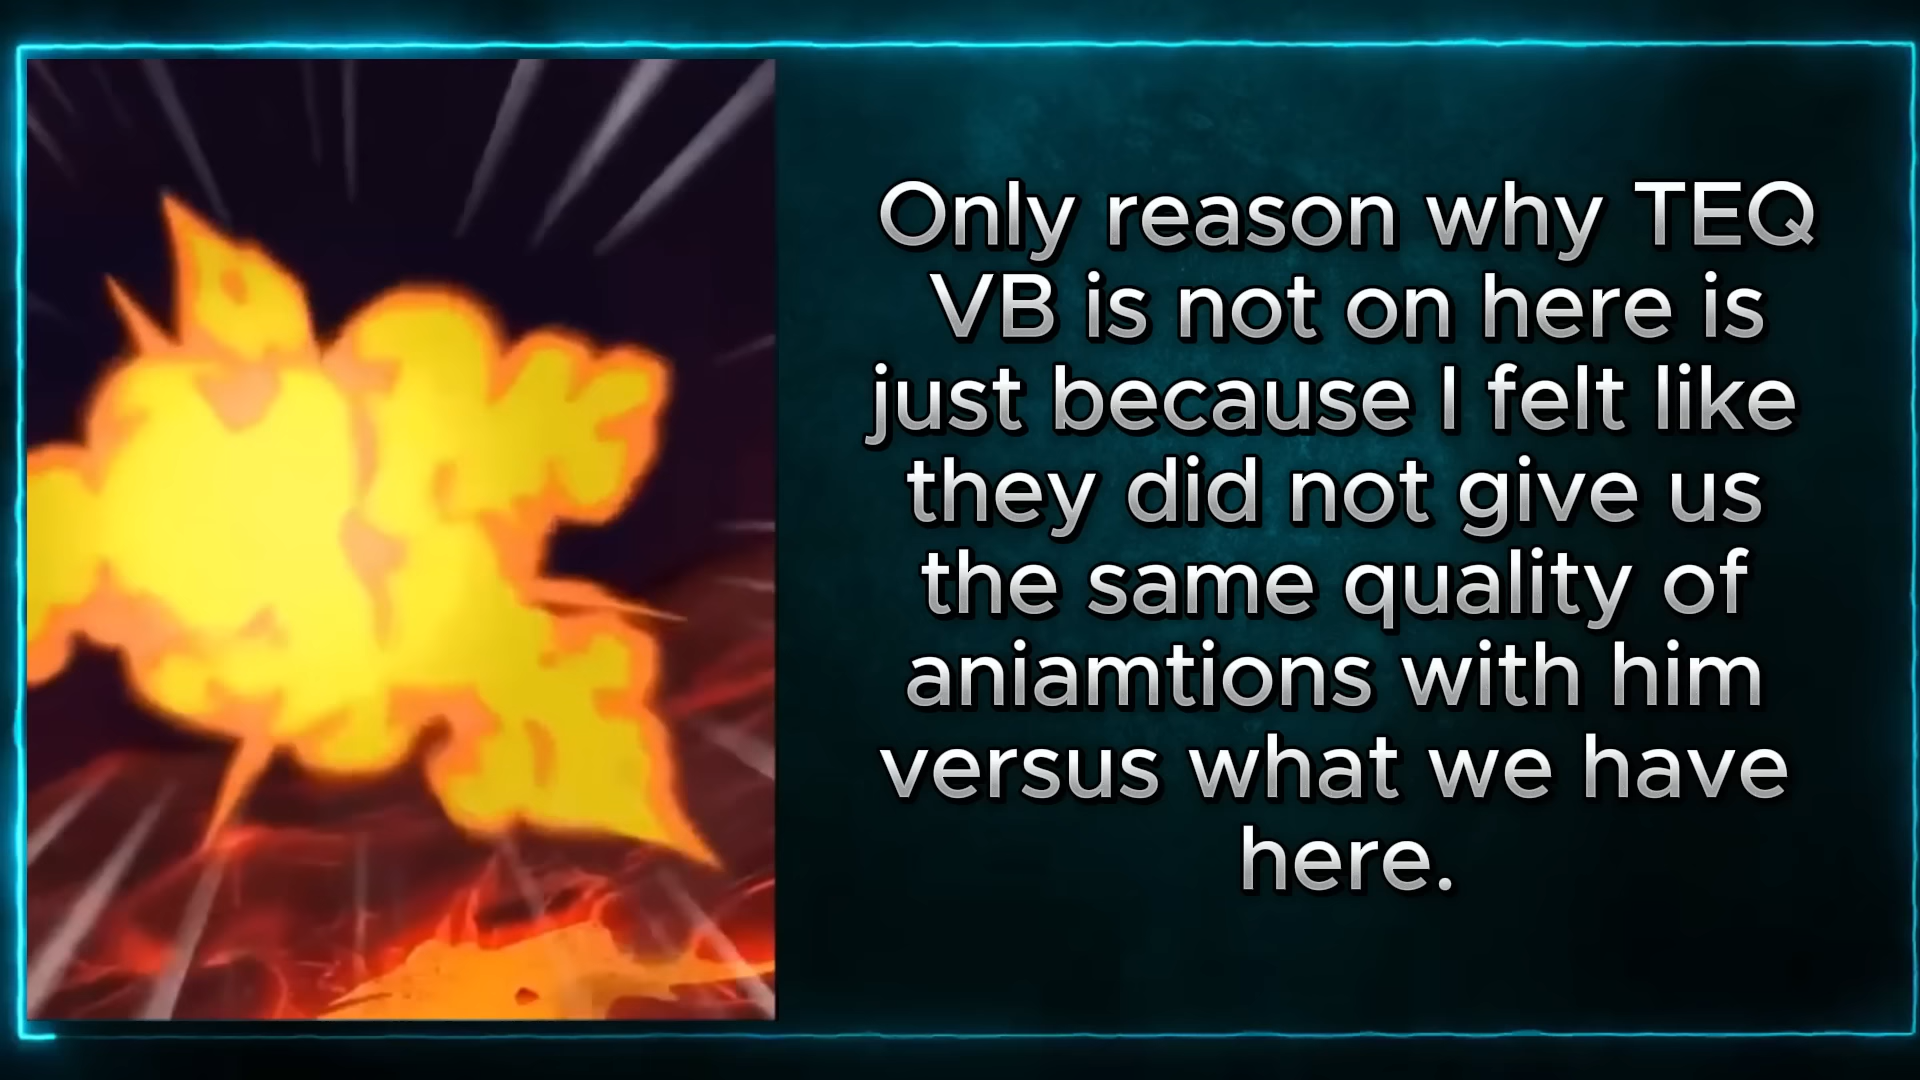 Only reason why TEQ
VB is not on here is
just because I felt like
they did not give us
the same quality of
aniamtions with him
versus what we have
here.